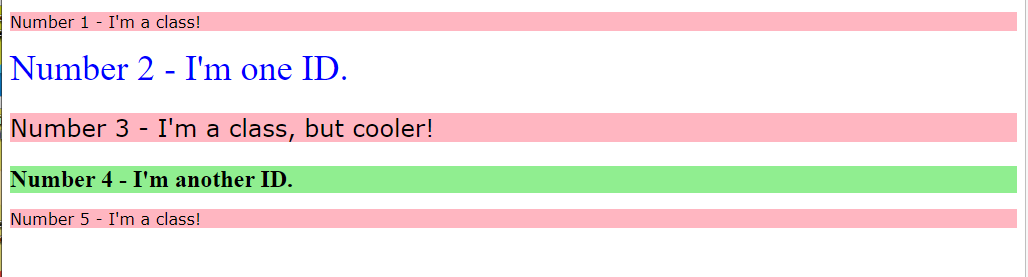 Number 1 - I'm a class!
Number 2 - I'm one ID.
Number 3 - I'm a class, but cooler!
Number 4 - I'm another ID.
Number 5 - I'm a class!